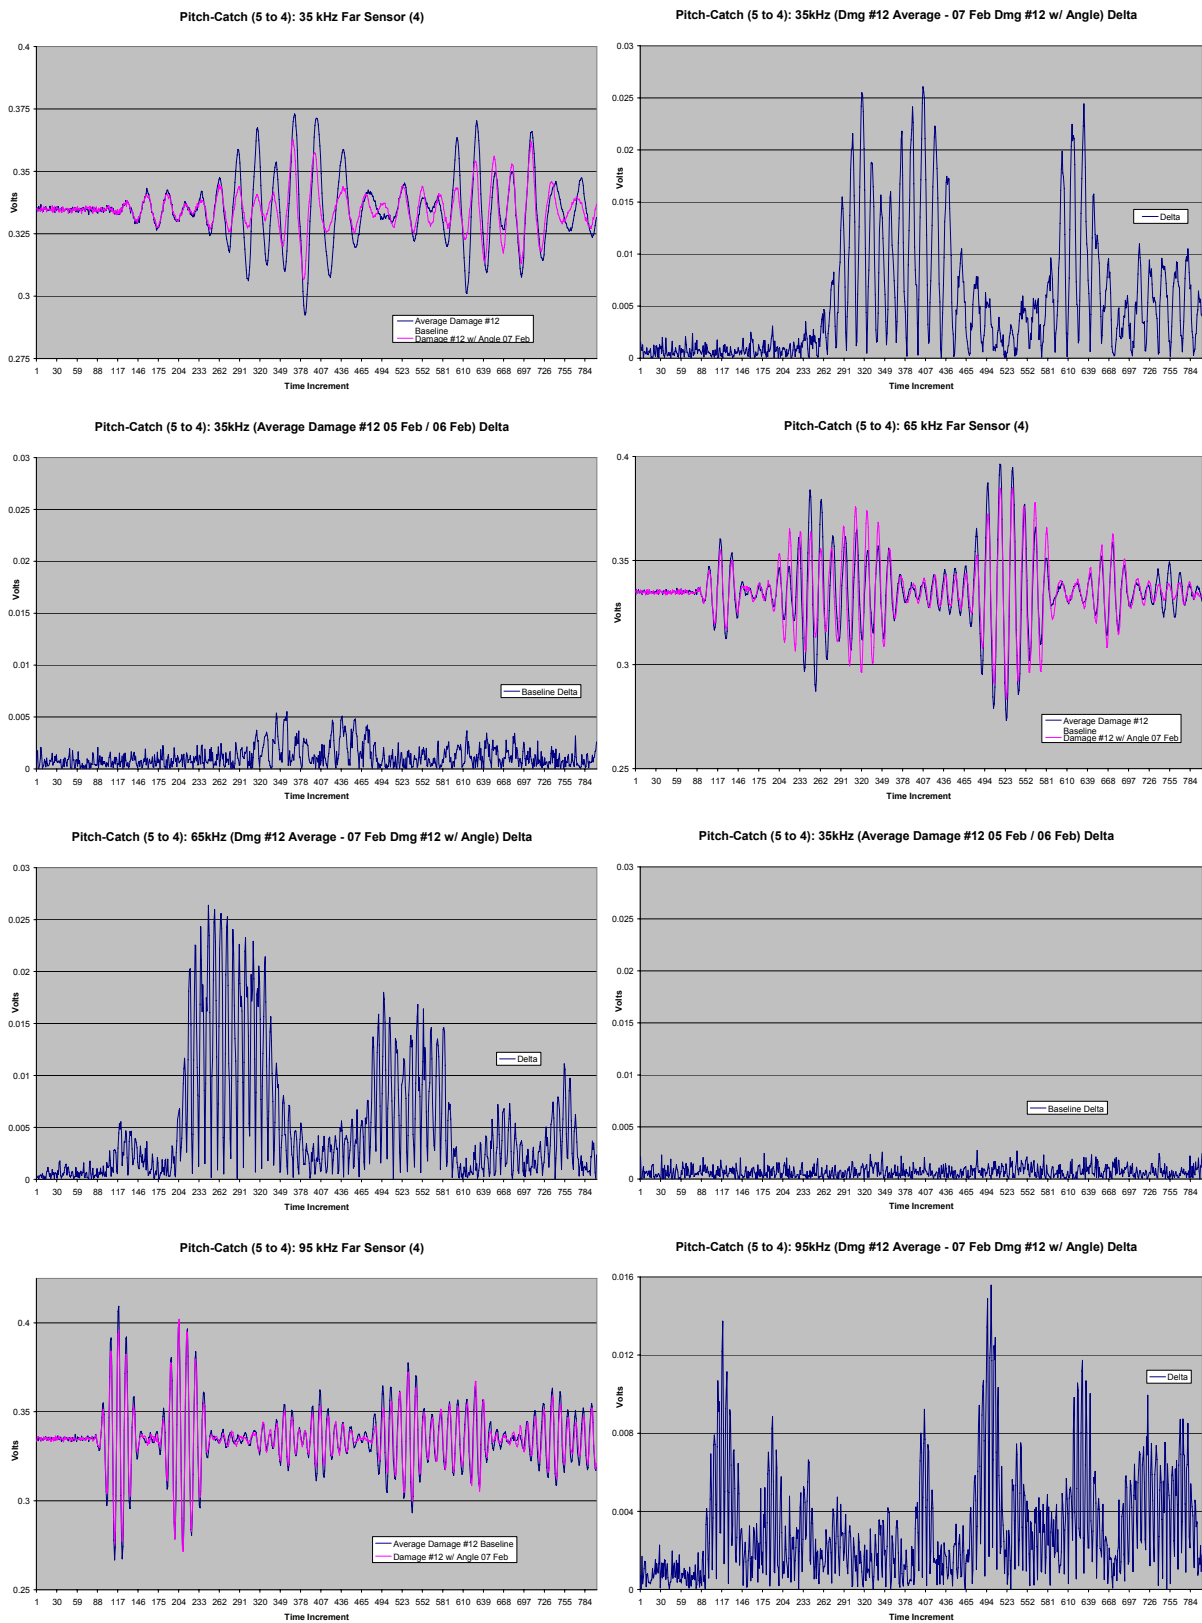 Pitch-Catch (5 to 4): 35 kHz Far Sensor (4)
0.4
0.375
0.35
0.325
0.3
0.275
Volts
Average Damage #12
Baseline
Damage #12 w/ Angle 07 Feb
1 30 59 88 117 146 175 204 233 262 291 320 349 378 407 436 465 494 523 552 581 610 639 668 697 726 755 784
Time Increment
Pitch-Catch (5 to 4): 35kHz (Dmg #12 Average - 07 Feb Dmg #12 w/ Angle) Delta
0.03
0.025
0.02
0.015
0.01
0.005
0
Volts
Delta
1 30 59 88 117 146 175 204 233 262 291 320 349 378 407 436 465 494 523 552 581 610 639 668 697 726 755 784
Time Increment
Pitch-Catch (5 to 4): 35kHz (Average Damage #12 05 Feb / 06 Feb) Delta
0.03
0.025
0.02
0.015
0.01
0.005
0
Volts
Baseline Delta
1 30 59 88 117 146 175 204 233 262 291 320 349 378 407 436 465 494 523 552 581 610 639 668 697 726 755 784
Time Increment
Pitch-Catch (5 to 4): 65 kHz Far Sensor (4)
0.4
0.35
0.3
0.25
Volts
Average Damage #12
Baseline
Damage #12 w/ Angle 07 Feb
1 30 59 88 117 146 175 204 233 262 291 320 349 378 407 436 465 494 523 552 581 610 639 668 697 726 755 784
Time Increment
Pitch-Catch (5 to 4): 65kHz (Dmg #12 Average - 07 Feb Dmg #12 w/ Angle) Delta
0.03
0.025
0.02
0.015
0.01
0.005
0
Volts
Delta
1 30 59 88 117 146 175 204 233 262 291 320 349 378 407 436 465 494 523 552 581 610 639 668 697 726 755 784
Time Increment
Pitch-Catch (5 to 4): 35kHz (Average Damage #12 05 Feb / 06 Feb) Delta
0.03
0.025
0.02
0.015
0.01
0.005
0
Volts
Baseline Delta
1 30 59 88 117 146 175 204 233 262 291 320 349 378 407 436 465 494 523 552 581 610 639 668 697 726 755 784
Time Increment
Pitch-Catch (5 to 4): 95 kHz Far Sensor (4)
0.4
0.35
0.3
0.25
Volts
Average Damage #12 Baseline
Damage #12 w/ Angle 07 Feb
1 30 59 88 117 146 175 204 233 262 291 320 349 378 407 436 465 494 523 552 581 610 639 668 697 726 755 784
Time Increment
Pitch-Catch (5 to 4): 95kHz (Dmg #12 Average - 07 Feb Dmg #12 w/ Angle) Delta
0.016
0.012
0.008
0.004
0
Volts
Delta
1 30 59 88 117 146 175 204 233 262 291 320 349 378 407 436 465 494 523 552 581 610 639 668 697 726 755 784
Time Increment